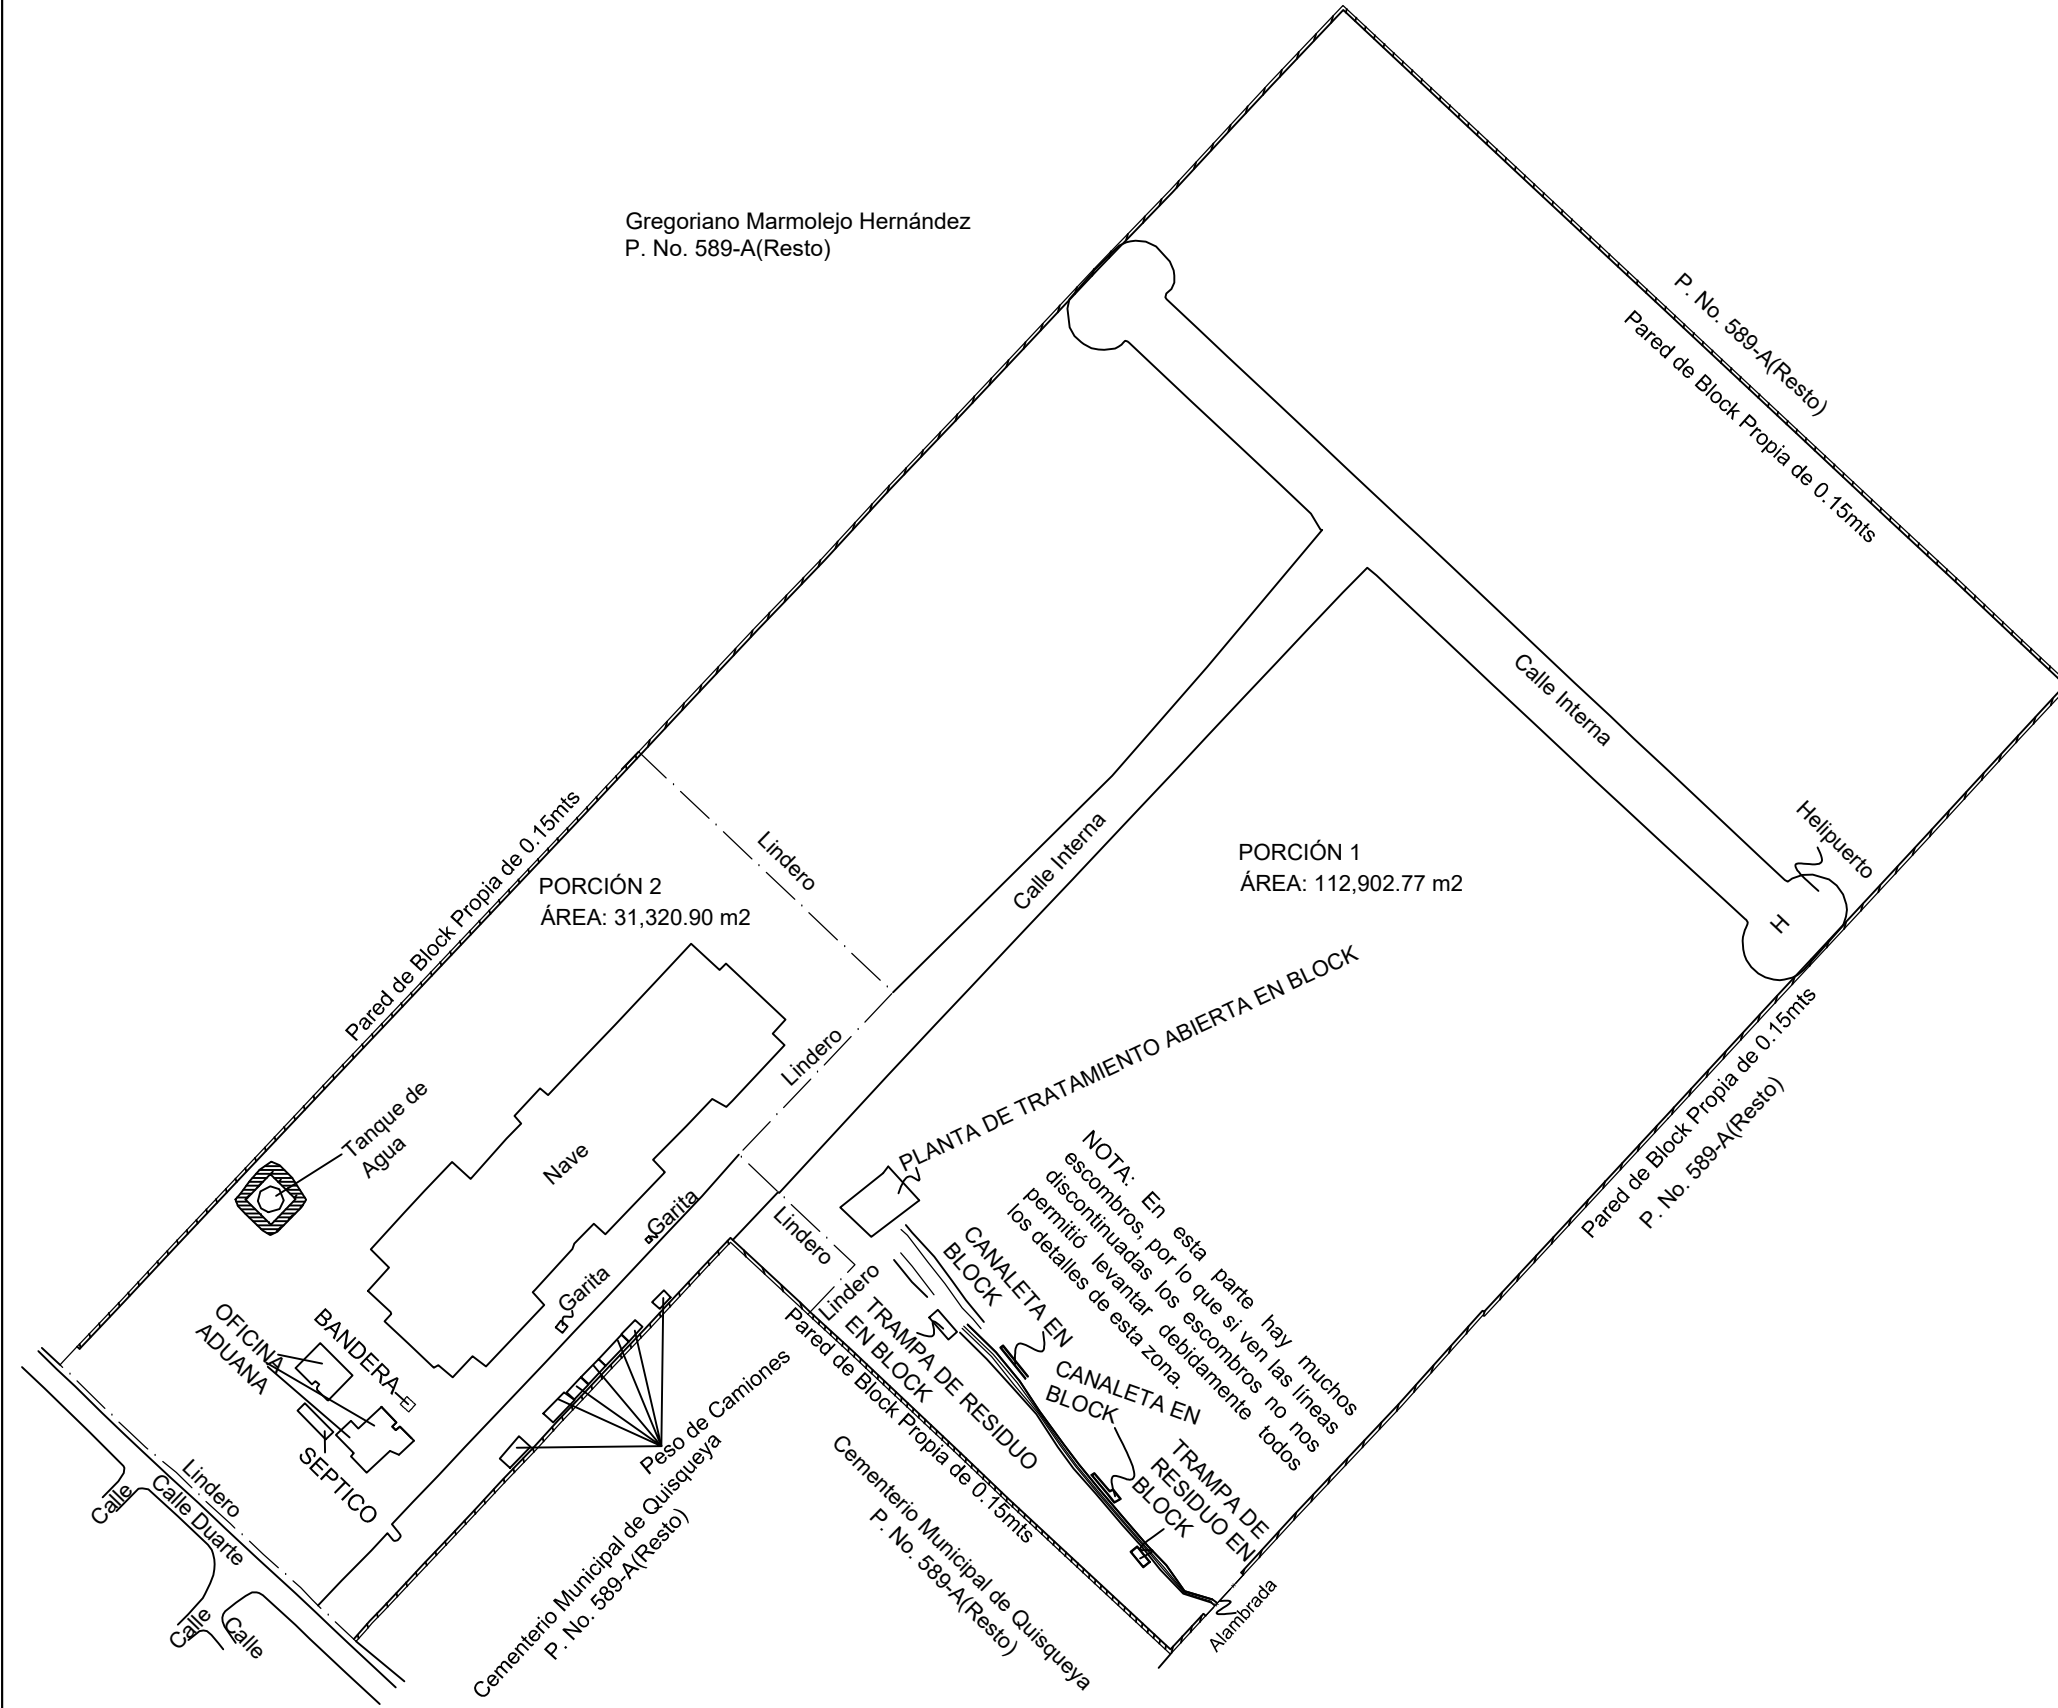 Gregoriano Marmolejo Hernández
P. No. 589-A(Resto)
P. No. 589-A(Resto)
Pared de Block Propia de 0.15mts
Calle Interna
Helipuerto
H
PORCIÓN 1
ÁREA: 112,902.77 m2
Calle Interna
Lindero
Pared de Block Propia de 0.15mts
PORCIÓN 2
ÁREA: 31,320.90 m2
Lindero
PLANTA DE TRATAMIENTO ABIERTA EN BLOCK
Pared de Block Propia de 0.15mts
P. No. 589-A(Resto)
Tanque de
Agua
Nave
Garita
Garita
Lindero
Lindero
NOTA: En esta parte hay muchos
escombros, por lo que si ven las líneas
discontinuadas los escombros no nos
permitió levantar debidamente todos
los detalles de esta zona.
CANALETA EN
BLOCK
TRAMPA DE RESIDUO
EN BLOCK
CANALETA EN
BLOCK
TRAMPA DE
RESIDUO EN
BLOCK
Pared de Block Propia de 0.15mts
OFICINA
ADUANA
BANDERA
SEPTICO
Peso de Camiones
Cementerio Municipal de Quisqueya
P. No. 589-A(Resto)
Cementerio Municipal de Quisqueya
P. No. 589-A(Resto)
Alambrada
Lindero
Calle Duarte
Calle
Calle
Calle